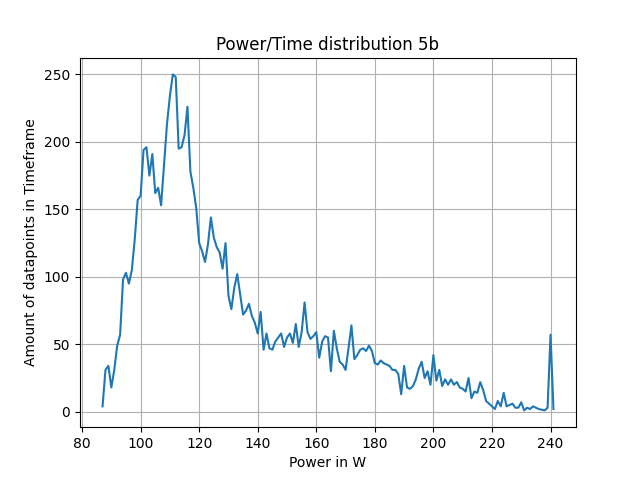 Power/Time distribution 5b
Amount of datapoints in Timeframe
250
200
150
100
50
0
80 100 120 140 160 180 200 220 240
Power in W